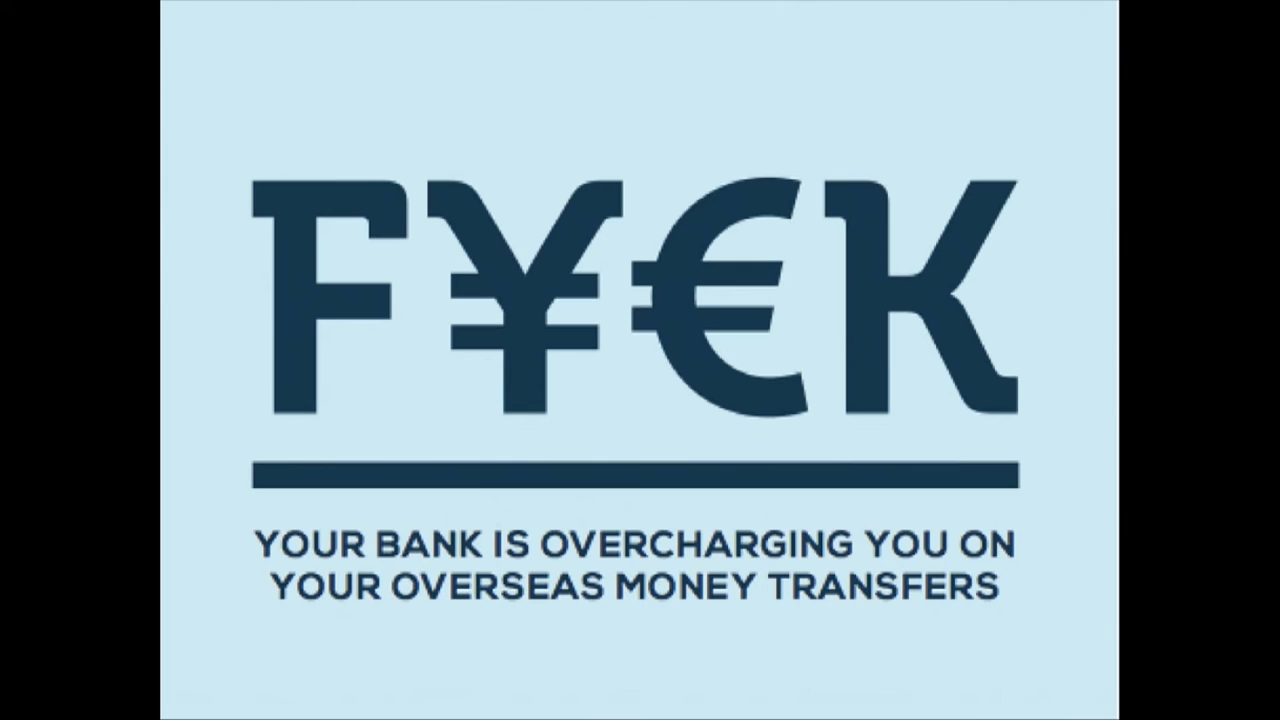 F¥€K
YOUR BANK IS OVERCHARGING YOU ON
YOUR OVERSEAS MONEY TRANSFERS